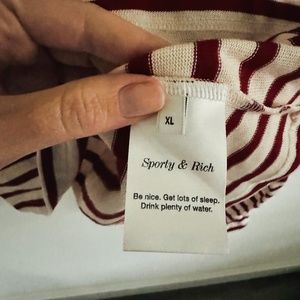 XL
Sporty & Rich
Be nice. Get lots of sleep.
Drink plenty of water.